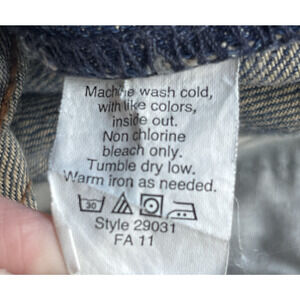 Machine wash cold,
with like colors,
inside out.
Non chlorine
bleach only.
Tumble dry low.
Warm iron as needed.
30
Style 29031
FA 11